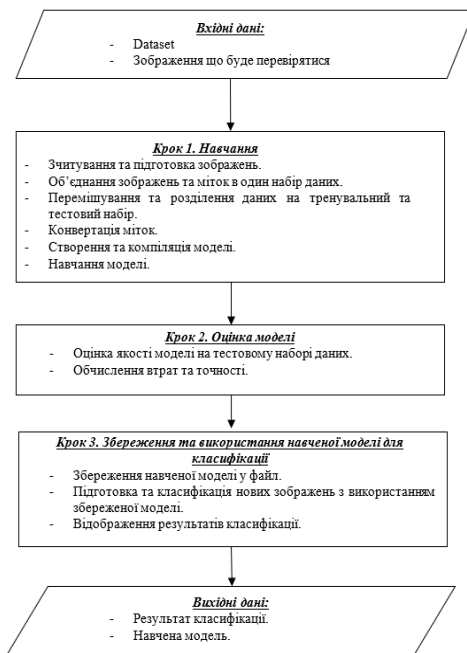 Вхідні дані:
- Dataset
- Зображення що буде перевірятися
Крок 1. Навчання
- Зчитування та підготовка зображень.
- Об’єднання зображень та міток в один набір даних.
- Перемішування та розділення даних на тренувальний та
тестовий набір.
- Конвертація міток.
- Створення та компіляція моделі.
- Навчання моделі.
Крок 2. Оцінка моделі
- Оцінка якості моделі на тестовому наборі даних.
- Обчислення втрат та точності.
Крок 3. Збереження та використання навченої моделі для
класифікації
- Збереження навченої моделі у файл.
- Підготовка та класифікація нових зображень з використанням
збереженої моделі.
- Відображення результатів класифікації.
Вихідні дані:
- Результат класифікації.
- Навчена модель.